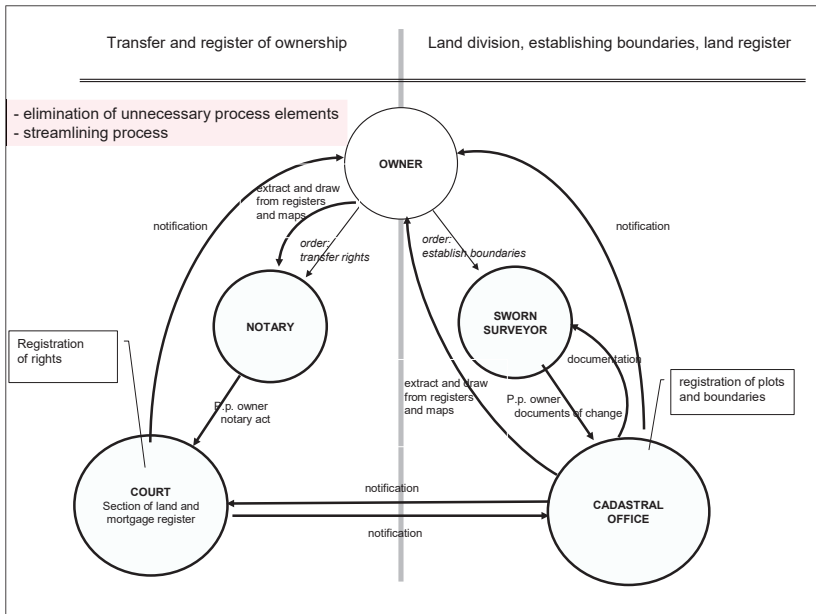 Transfer and register of ownership
Land division, establishing boundaries, land register
- elimination of unnecessary process elements
- streamlining process
OWNER
extract and draw
from registers
and maps
notification
order:
transfer rights
order:
establish boundaries
notification
NOTARY
SWORN
SURVEYOR
Registration
of rights
documentation
extract and draw
from registers
and maps
registration of plots
and boundaries
P.p. owner
notary act
P.p. owner
documents of change
COURT
Section of land and
mortgage register
notification
CADASTRAL
OFFICE
notification